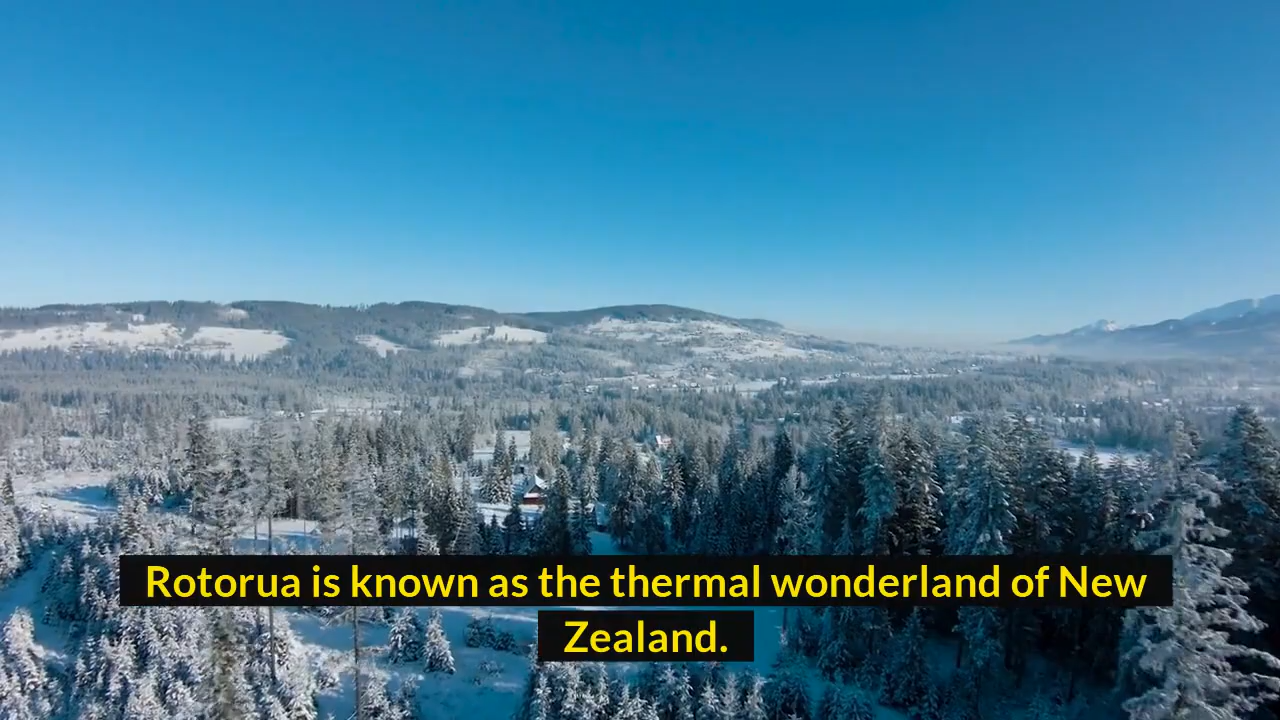 Rotorua is known as the thermal wonderland of New
Zealand.